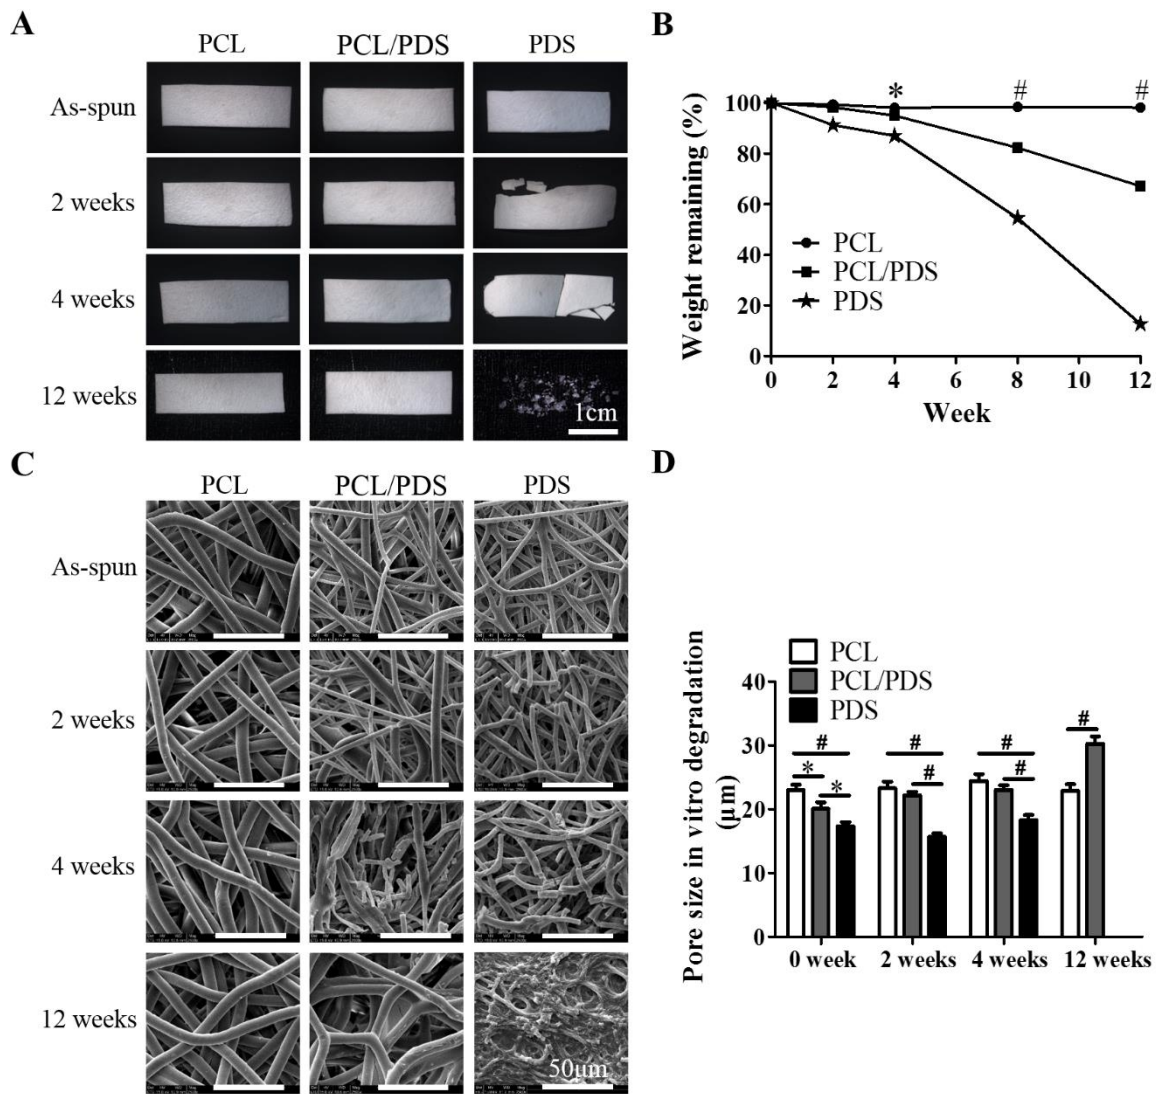 A
PCL PCL/PDS PDS
As-spun
2 weeks
4 weeks
12 weeks
1cm
B
* # #
Weight remaining (%)
100
80
60
40
20
0
PCL
PCL/PDS
PDS
0 2 4 6 8 10 12
Week
C
PCL PCL/PDS PDS
As-spun
2 weeks
4 weeks
12 weeks
50μm
D
PCL
PCL/PDS
PDS
Pore size in vitro degradation
(μm)
40
30
20
10
0
# * *
# #
# #
#
0 week 2 weeks 4 weeks 12 weeks